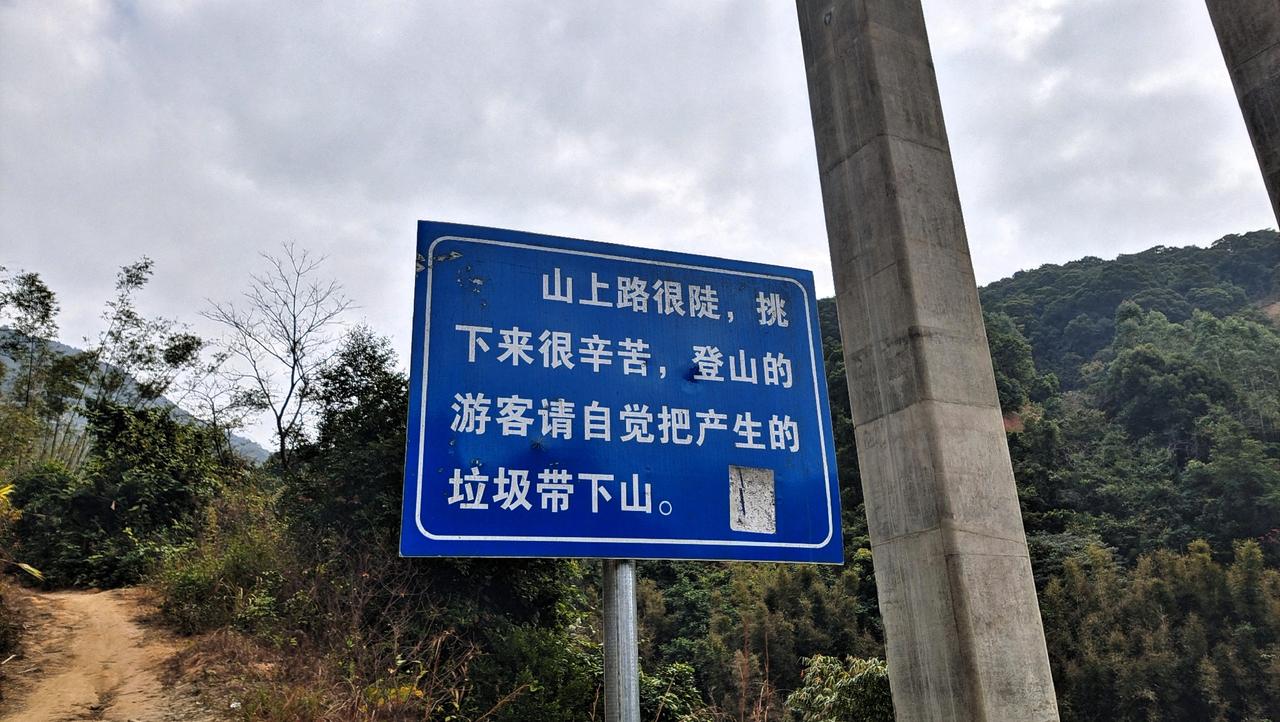 山上路很陡，挑
下来很辛苦，登山的
游客请自觉把产生的
垃圾带下山。